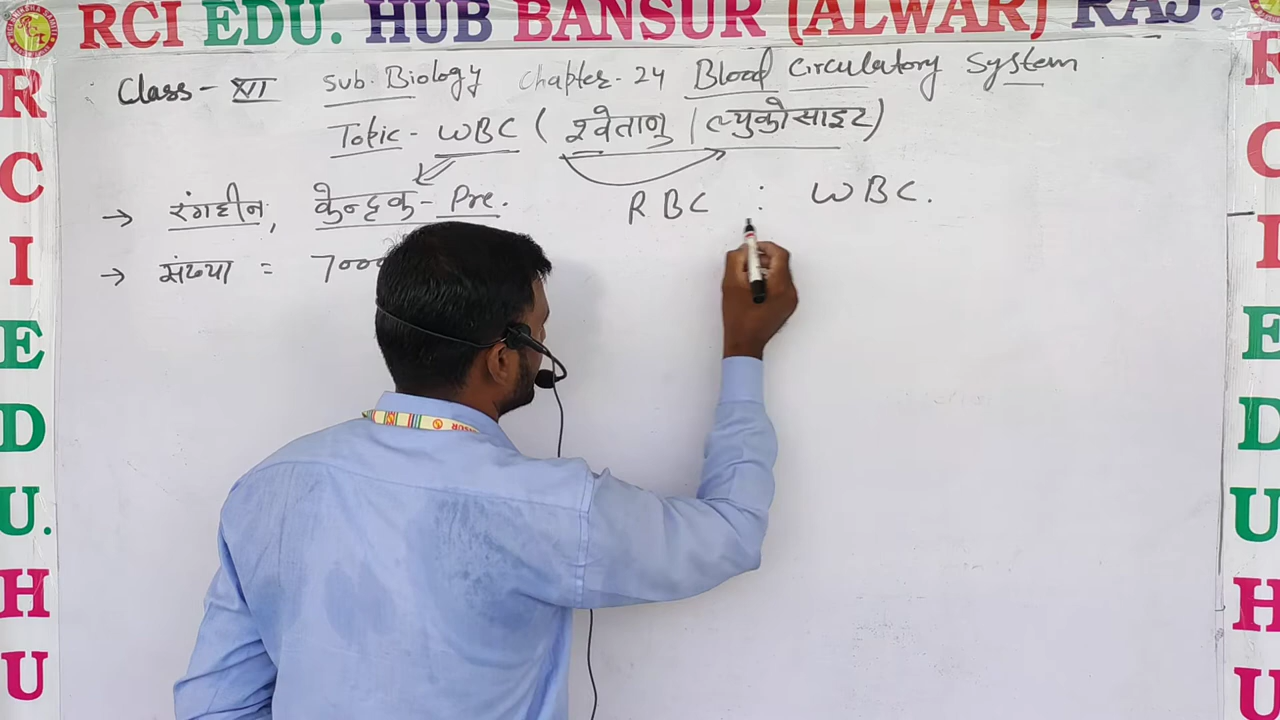 RCI EDU. HUB BANSUR (ALWAR) RAJ.
Class - XII sub. Biology Chapter - 24 Blood Circulatory System
Topic - WBC ( श्वेतानु / ल्युकोसाइट )
→ रंगहीन, केन्द्रक - Pre.
RBC : WBC.
→ संख्या = 7000
R
C
I
E
D
U.
H
U
R
C
I
E
D
U
H
U